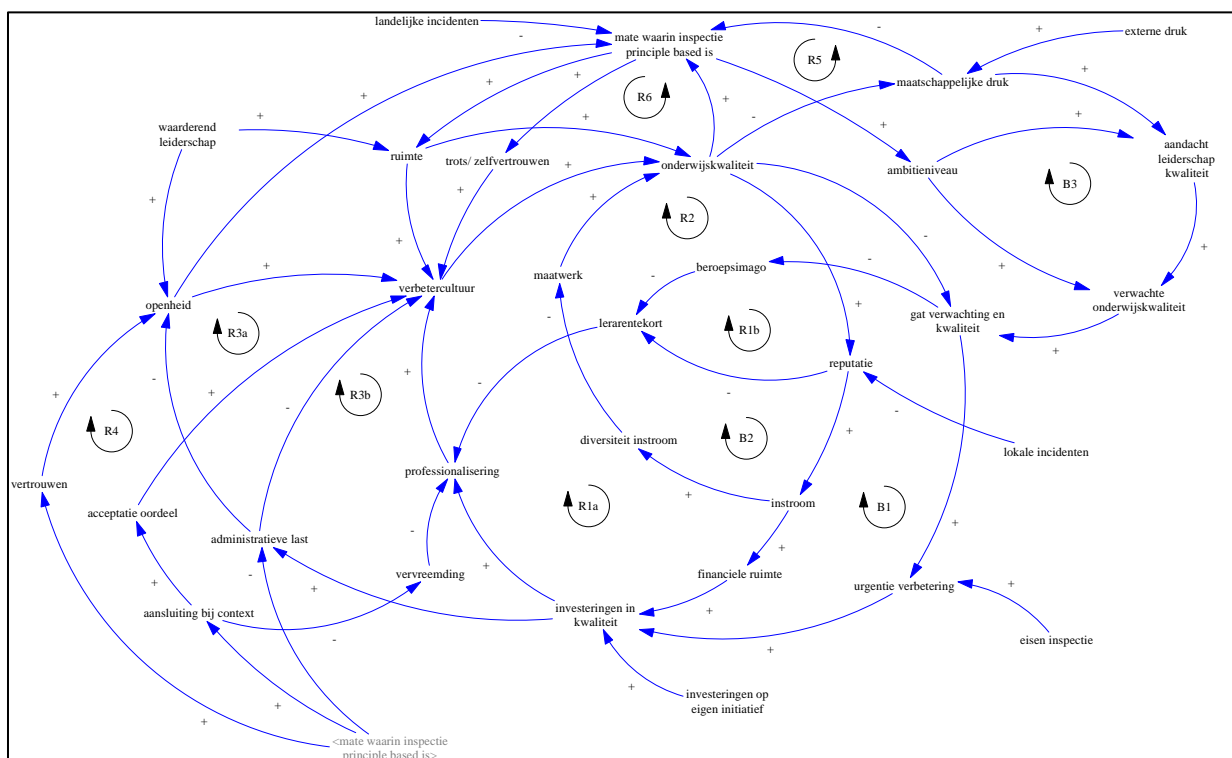 landelijke incidenten
-
mate waarin inspectie
principle based is
-
externe druk
R5
maatschappelijke druk
+
+
R6
+
+
+
+
+
-
waarderend
leiderschap
+
ruimte
+
trots/ zelfvertrouwen
onderwijskwaliteit
+
+
ambitieniveau
+
+
aandacht
leiderschap
kwaliteit
B3
+
+
R2
+
-
+
+
+
verbetercultuur
maatwerk
beroepsimago
-
-
verwachte
onderwijskwaliteit
openheid
R3a
lerarentekort
R1b
+
gat verwachting en
kwaliteit
+
-
reputatie
+
-
-
+
R3b
-
-
-
+
R4
diversiteit instroom
B2
+
lokale incidenten
vertrouwen
professionalisering
acceptatie oordeel
R1a
+
instroom
B1
administratieve last
-
+
+
vervreemding
+
financiele ruimte
urgentie verbetering
+
+
-
+
aansluiting bij context
-
investeringen in
kwaliteit
+
+
eisen inspectie
+
investeringen op
eigen initiatief
+
+
<mate waarin inspectie
principle based is>